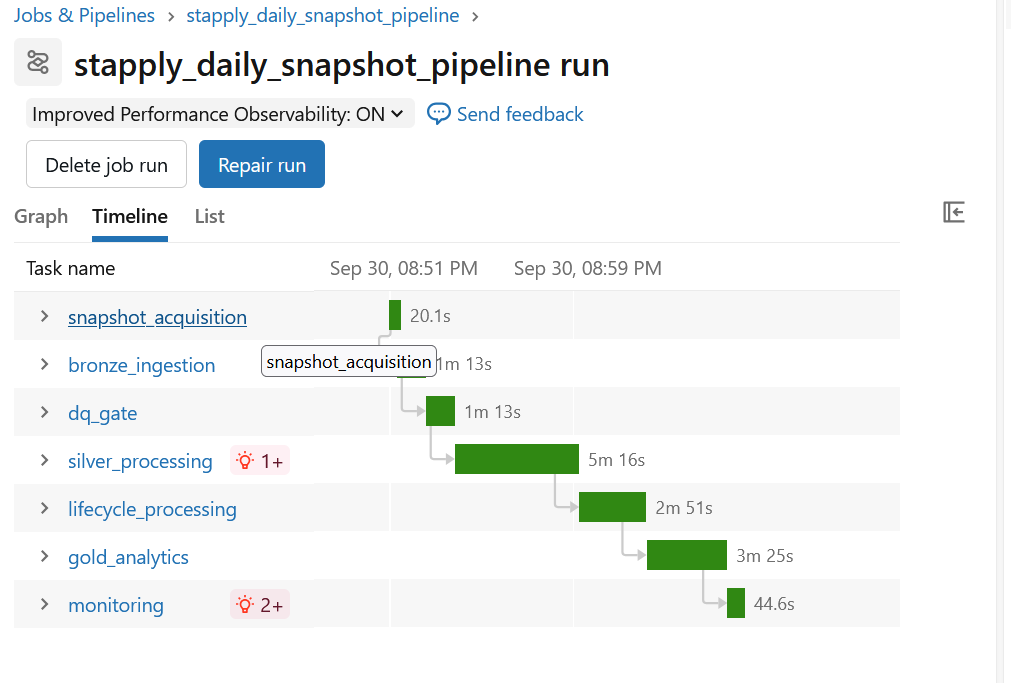 Jobs & Pipelines > stapply_daily_snapshot_pipeline >
stapply_daily_snapshot_pipeline run
Improved Performance Observability: ON
Send feedback
Delete job run
Repair run
Graph Timeline List
Task name Sep 30, 08:51 PM Sep 30, 08:59 PM
snapshot_acquisition 20.1s
snapshot_acquisition
bronze_ingestion 1m 13s
dq_gate 1m 13s
silver_processing 1+ 5m 16s
lifecycle_processing 2m 51s
gold_analytics 3m 25s
monitoring 2+ 44.6s